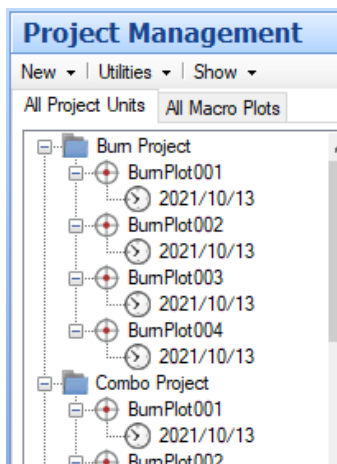 Project Management
New Utilities Show
All Project Units All Macro Plots
Burn Project
BurnPlot001
2021/10/13
BurnPlot002
2021/10/13
BurnPlot003
2021/10/13
BurnPlot004
2021/10/13
Combo Project
BurnPlot001
2021/10/13
BurnPlot002